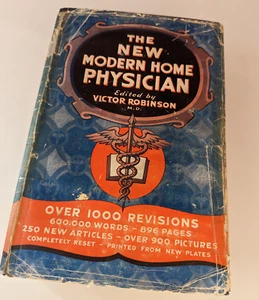 THE
NEW
MODERN HOME
PHYSICIAN
Edited by
VICTOR ROBINSON
M.D.
OVER 1000 REVISIONS
600,000 WORDS - 896 PAGES
250 NEW ARTICLES - OVER 900 PICTURES
COMPLETELY RESET - PRINTED FROM NEW PLATES